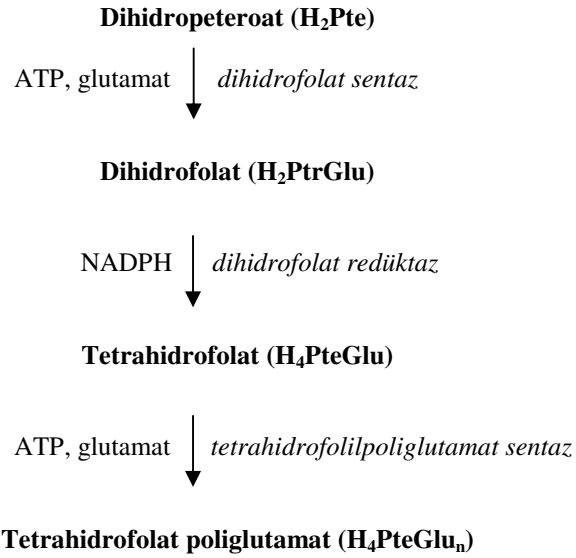 Dihidropeteroat (H₂Pte)
ATP, glutamat dihidrofolat sentaz
Dihidrofolat (H₂PtrGlu)
NADPH dihidrofolat redüktaz
Tetrahidrofolat (H₄PteGlu)
ATP, glutamat tetrahidrofolilpoliglutamat sentaz
Tetrahidrofolat poliglutamat (H₄PteGluₙ)